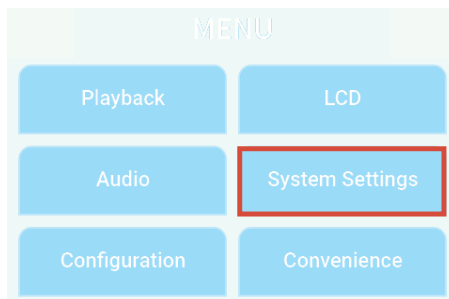 MENU
Playback
LCD
Audio
System Settings
Configuration
Convenience